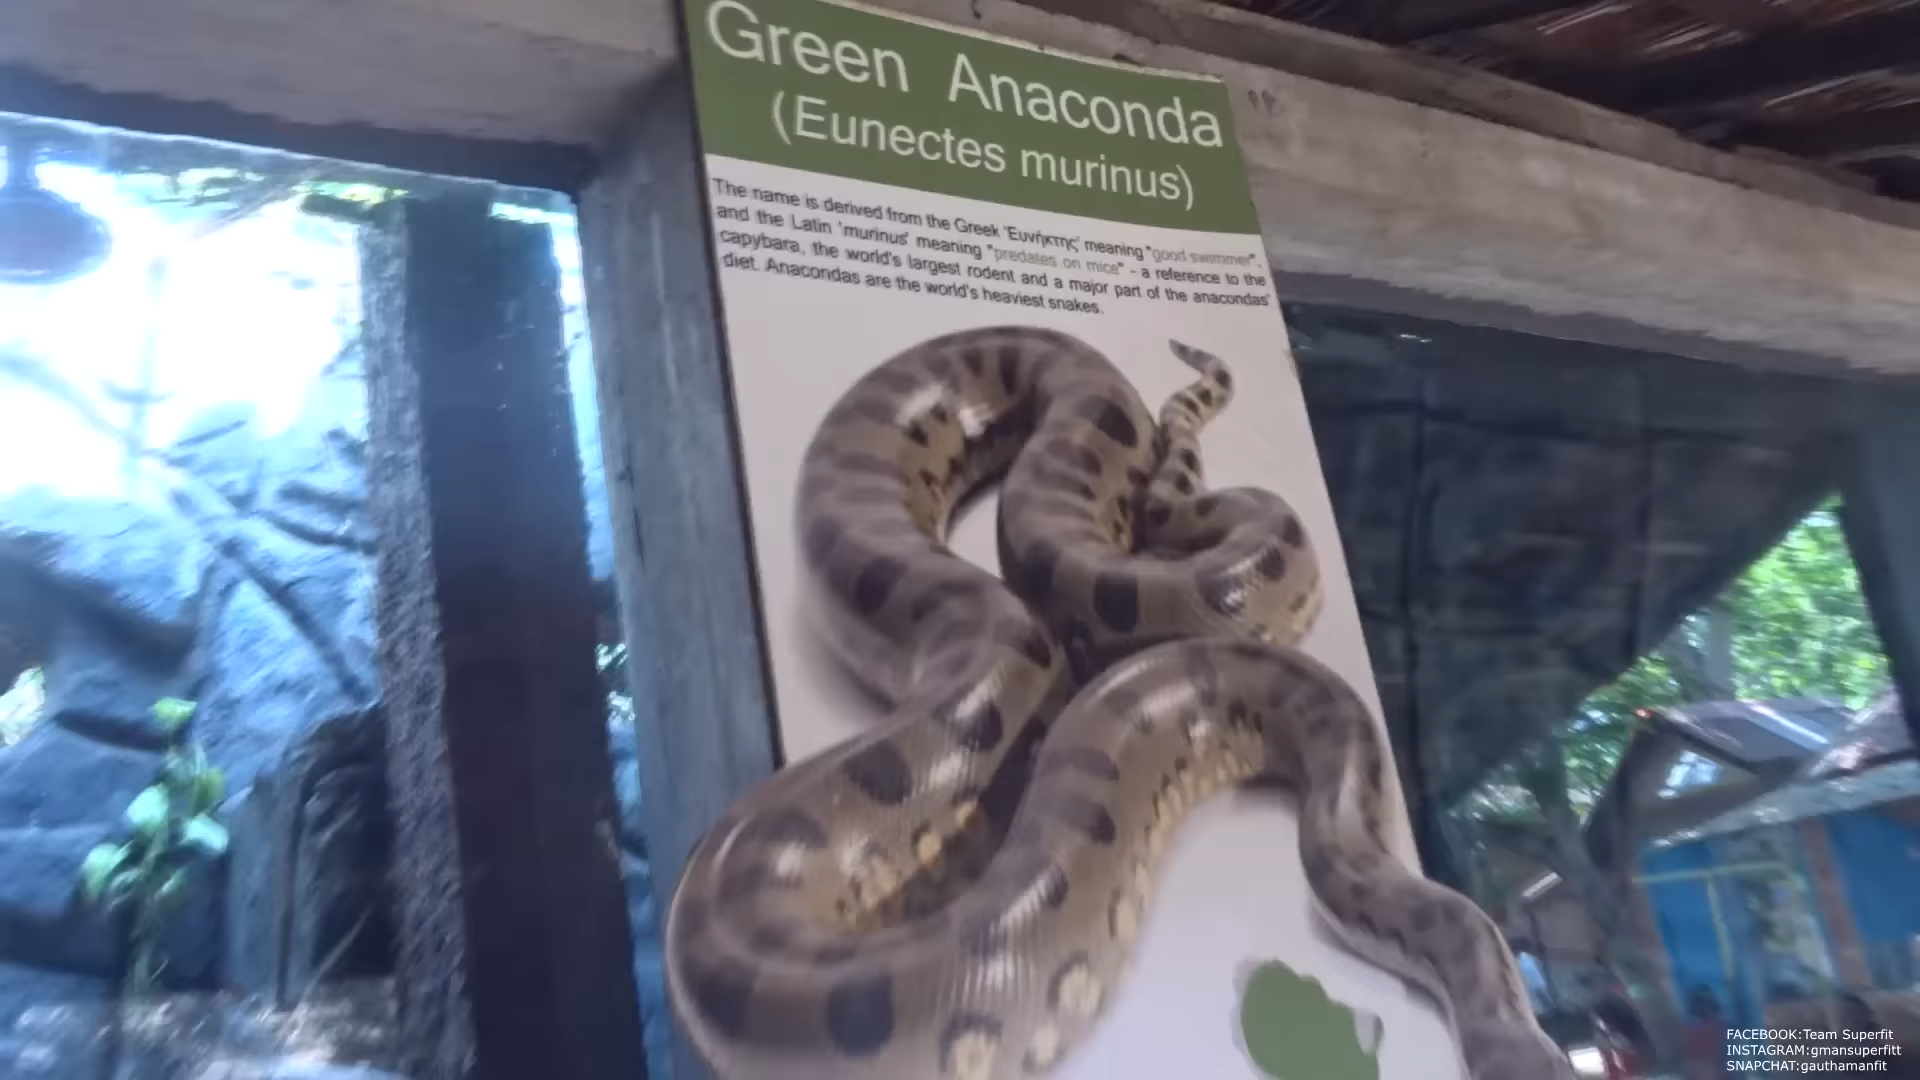 Green Anaconda
(Eunectes murinus)
The name is derived from the Greek 'Ευνήκτης' meaning "good swimmer",
and the Latin 'murinus' meaning "predates on mice" - a reference to the
capybara, the world's largest rodent and a major part of the anacondas'
diet. Anacondas are the world's heaviest snakes.
FACEBOOK:Team Superfit
INSTAGRAM:gmansuperfitt
SNAPCHAT:gauthamanfit